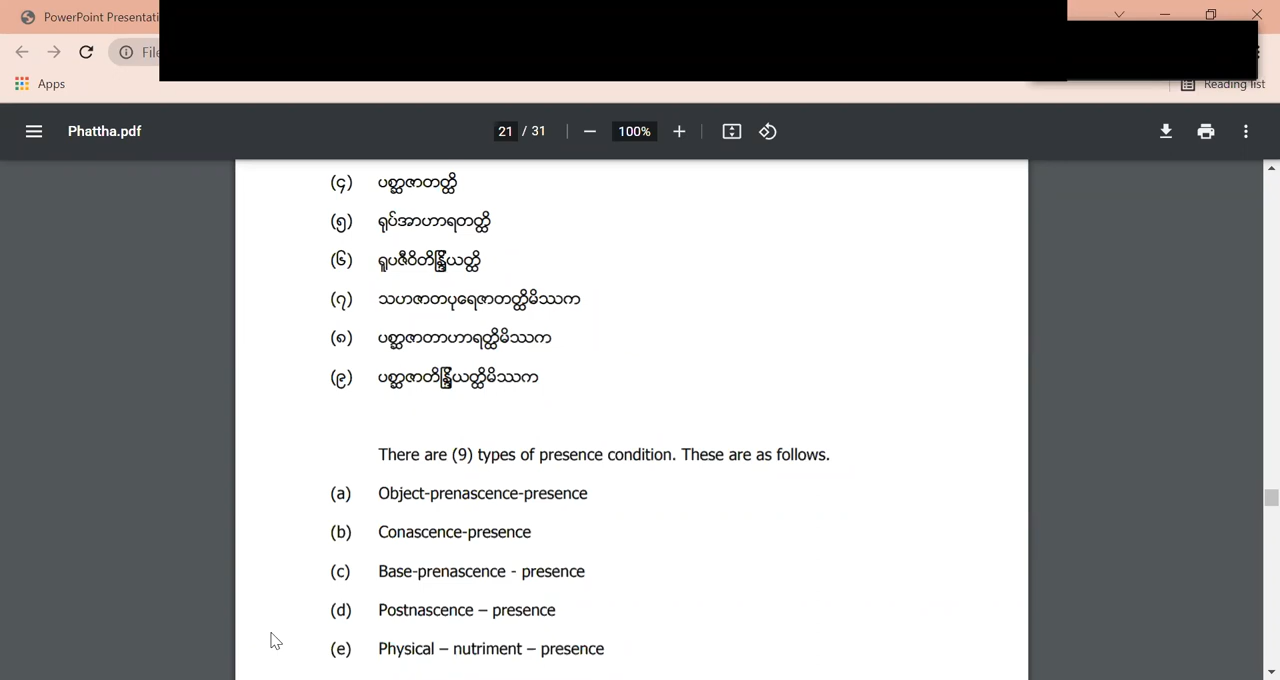 PowerPoint Presentati
File
Apps
Reading list
Phattha.pdf
21 / 31
100%
(၄) ပစ္ဆာဇာတတ္ထိ
(၅) ရုပ်အာဟာရတတ္ထိ
(၆) ရူပဇီဝိတိန္ဒြိယတ္ထိ
(၇) သဟဇာတပုရေဇာတတ္ထိမိဿက
(၈) ပစ္ဆာဇာတာဟာရတ္ထိမိဿက
(၉) ပစ္ဆာဇာတိန္ဒြိယတ္ထိမိဿက
There are (9) types of presence condition. These are as follows.
(a) Object-prenascence-presence
(b) Conascence-presence
(c) Base-prenascence - presence
(d) Postnascence – presence
(e) Physical – nutriment – presence